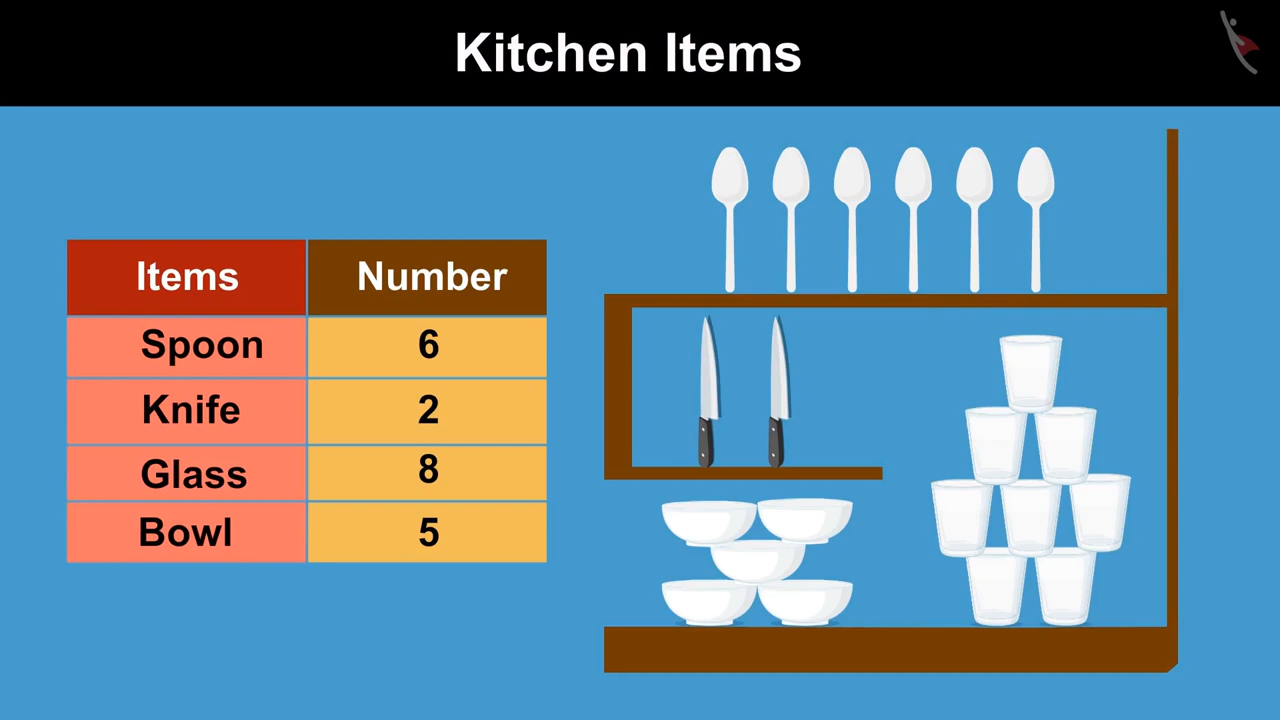 Kitchen Items
Items Number
Spoon 6
Knife 2
Glass 8
Bowl 5